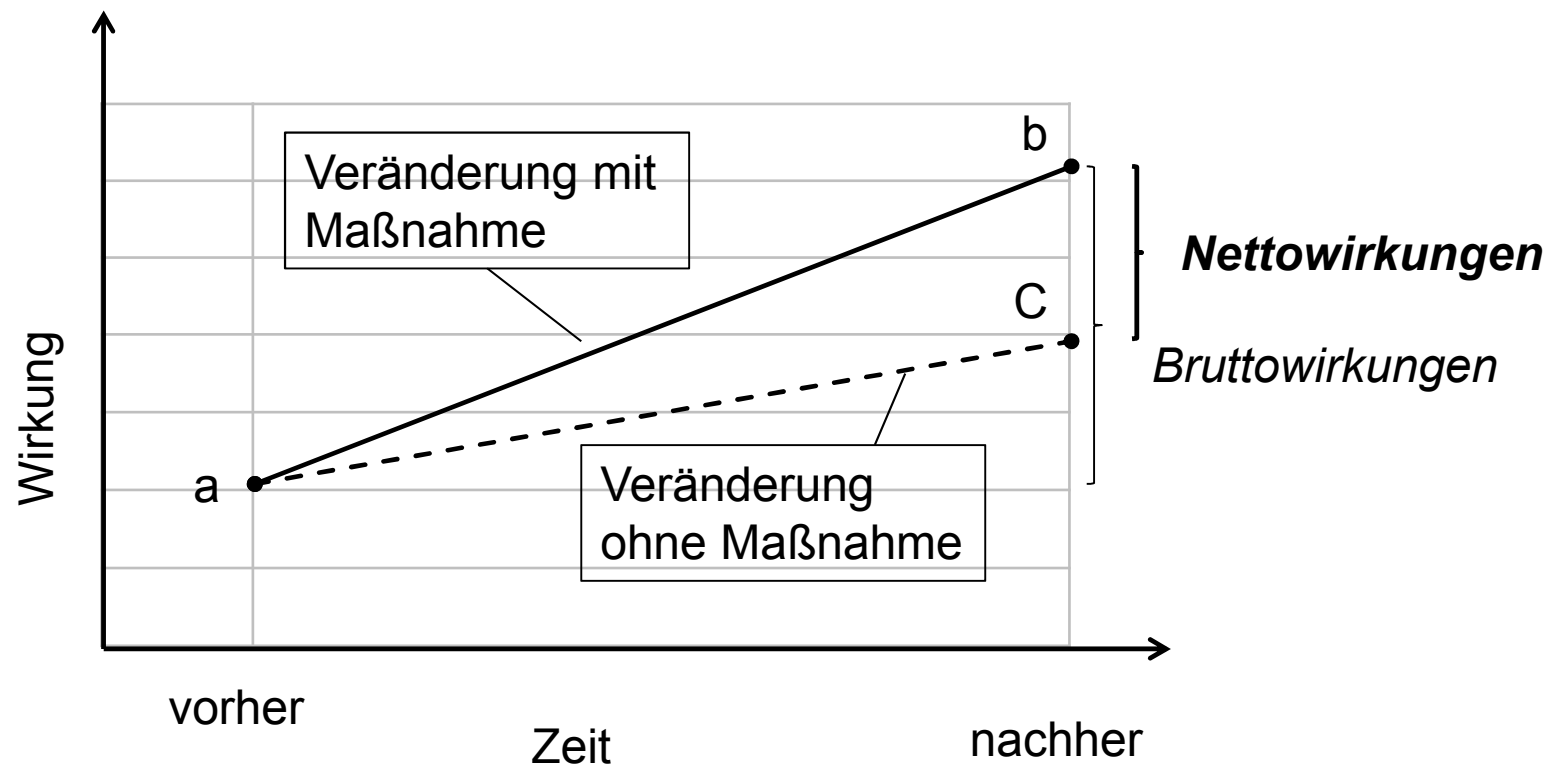 b
Veränderung mit
Maßnahme
Nettowirkungen
C
Bruttowirkungen
Wirkung
a
Veränderung
ohne Maßnahme
vorher
Zeit
nachher